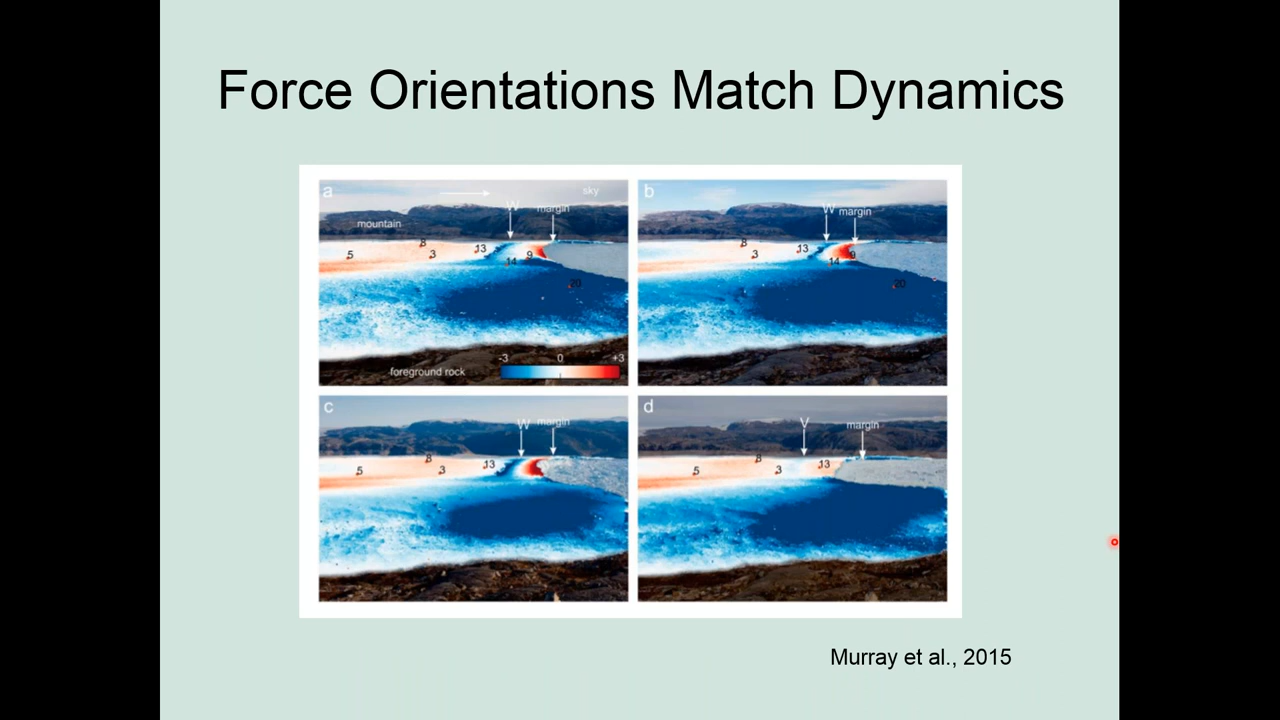 Force Orientations Match Dynamics
a
sky
W
margin
mountain
8
5
3
13
14
9
20
-3 0 +3
foreground rock
b
W
margin
8
3
13
14
9
20
c
W
margin
8
5
3
13
d
V
margin
8
5
3
13
Murray et al., 2015